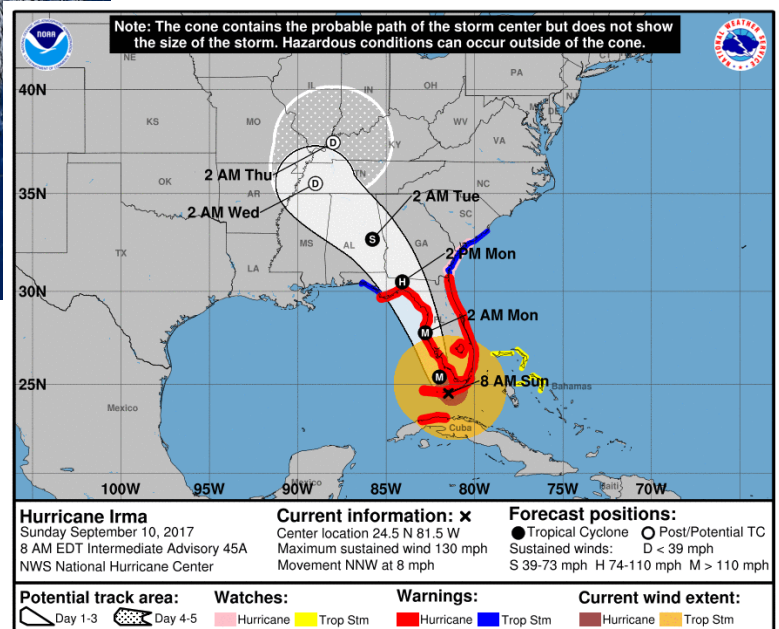 Note: The cone contains the probable path of the storm center but does not show
the size of the storm. Hazardous conditions can occur outside of the cone.
NOAA
NATIONAL WEATHER SERVICE
NE
IL
IN
OH
PA
NJ
40N
KS
MO
WV
VA
KY
2 AM Thu
D
TN
NC
35N
OK
AR
D
2 AM Wed
2 AM Tue
SC
S
TX
MS
AL
GA
LA
2 PM Mon
H
30N
2 AM Mon
M
M
25N
8 AM Sun
Bahamas
Mexico
Cuba
Mexico
Haiti
100W
95W
90W
85W
80W
75W
70W
Hurricane Irma
Sunday September 10, 2017
8 AM EDT Intermediate Advisory 45A
NWS National Hurricane Center
Current information: ×
Center location 24.5 N 81.5 W
Maximum sustained wind 130 mph
Movement NNW at 8 mph
Forecast positions:
Tropical Cyclone Post/Potential TC
Sustained winds: D < 39 mph
S 39-73 mph H 74-110 mph M > 110 mph
Potential track area:
Day 1-3 Day 4-5
Watches:
Hurricane Trop Stm
Warnings:
Hurricane Trop Stm
Current wind extent:
Hurricane Trop Stm